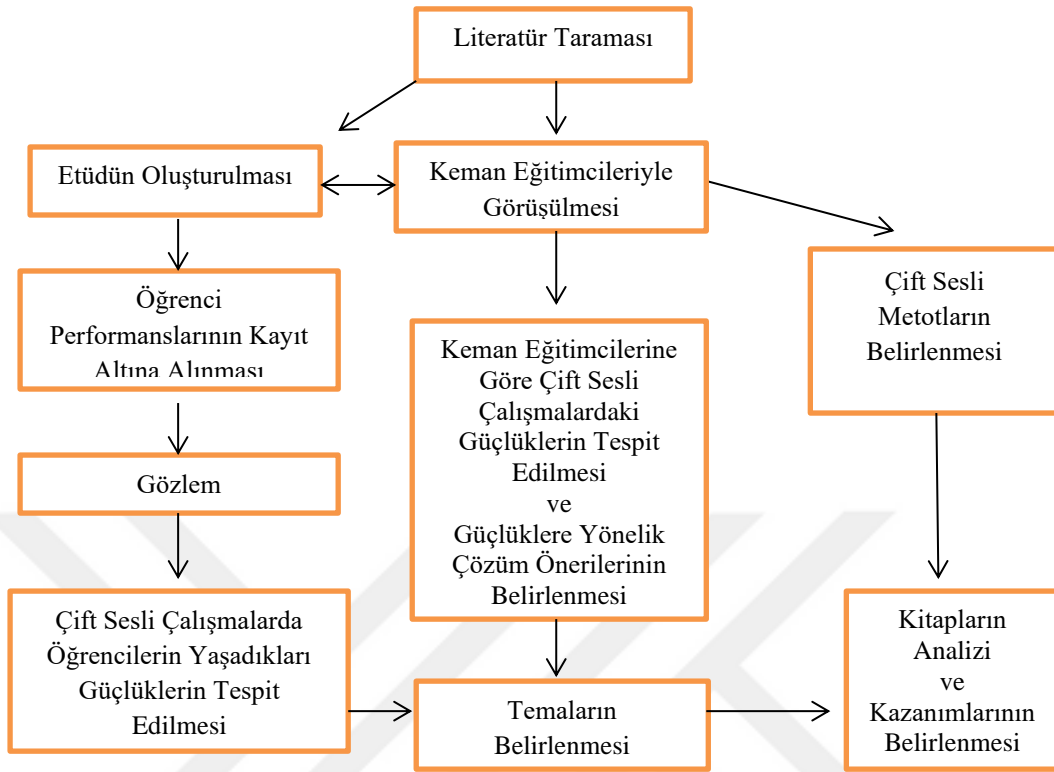 Literatür Taraması
Etüdün Oluşturulması
Keman Eğitimcileriyle
Görüşülmesi
Öğrenci
Performanslarının Kayıt
Altına Alınması
Keman Eğitimcilerine
Göre Çift Sesli
Çalışmalardaki
Güçlüklerin Tespit
Edilmesi
ve
Güçlüklere Yönelik
Çözüm Önerilerinin
Belirlenmesi
Çift Sesli
Metotların
Belirlenmesi
Gözlem
Çift Sesli Çalışmalarda
Öğrencilerin Yaşadıkları
Güçlüklerin Tespit
Edilmesi
Temaların
Belirlenmesi
Kitapların
Analizi
ve
Kazanımlarının
Belirlenmesi